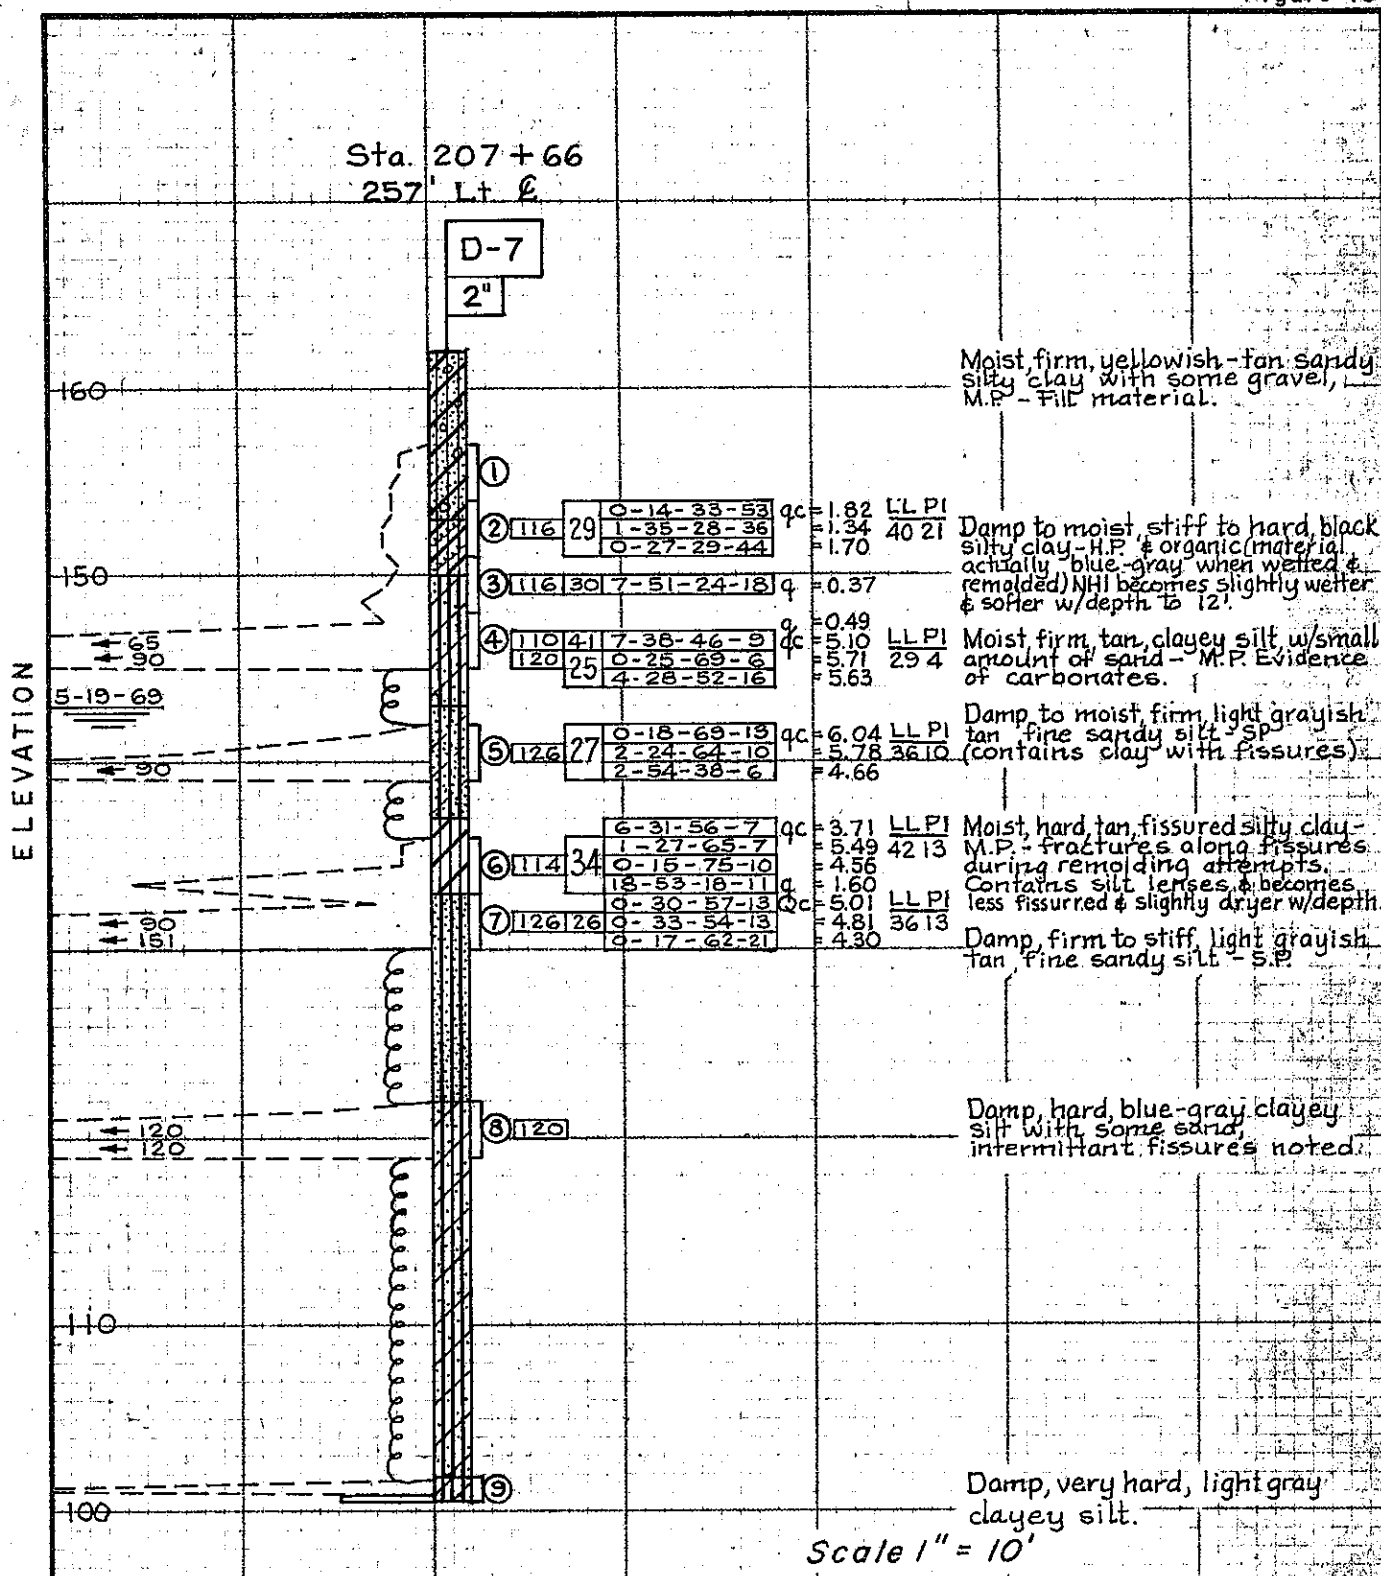 Sta. 207+66
257' Lt ℄
D-7
2"
Moist, firm, yellowish-tan sandy
silty clay with some gravel,
M.P. - Fill material.
160
①
② 116 29 0-14-33-53 qc = 1.82 LL PI
1-35-28-36 = 1.34 40 21
0-27-29-44 = 1.70
Damp to moist, stiff to hard, black
silty clay - H.P. & organic (material
actually blue-gray when wetted &
remolded) NHI becomes slightly wetter
& softer w/depth to 12'.
150
③ 116 30 7-51-24-18 q = 0.37
q = 0.49
④ 110 41 7-38-46-9 qc = 5.10 LL PI
120 25 0-25-69-6 = 5.71 29 4
4-28-52-16 = 5.63
Moist, firm, tan, clayey silt, w/small
amount of sand - M.P. Evidence
of carbonates.
65
90
ELEVATION
5-19-69
Damp to moist, firm, light grayish
tan fine sandy silt - SP
(contains clay with fissures).
⑤ 126 27 0-18-69-13 qc = 6.04 LL PI
2-24-64-10 = 5.78 36 10
2-54-38-6 = 4.66
90
6-31-56-7 qc = 3.71 LL PI
⑥ 114 34 1-27-65-7 = 5.49 42 13
0-15-75-10 = 4.56
18-53-18-11 q = 1.60
Moist, hard, tan, fissured silty clay -
M.P. - fractures along fissures
during remolding attempts.
Contains silt lenses & becomes
less fissurred & slightly dryer w/depth.
0-30-57-13 Qc = 5.01 LL PI
⑦ 126 26 0-33-54-13 = 4.81 36 13
0-17-62-21 = 4.30
90
151
Damp, firm to stiff, light grayish
tan, fine sandy silt - S.P.
Damp, hard, blue-gray clayey
silt with some sand,
intermittant fissures noted.
⑧ 120
120
120
110
⑨
Damp, very hard, light gray
clayey silt.
100
Scale 1" = 10'